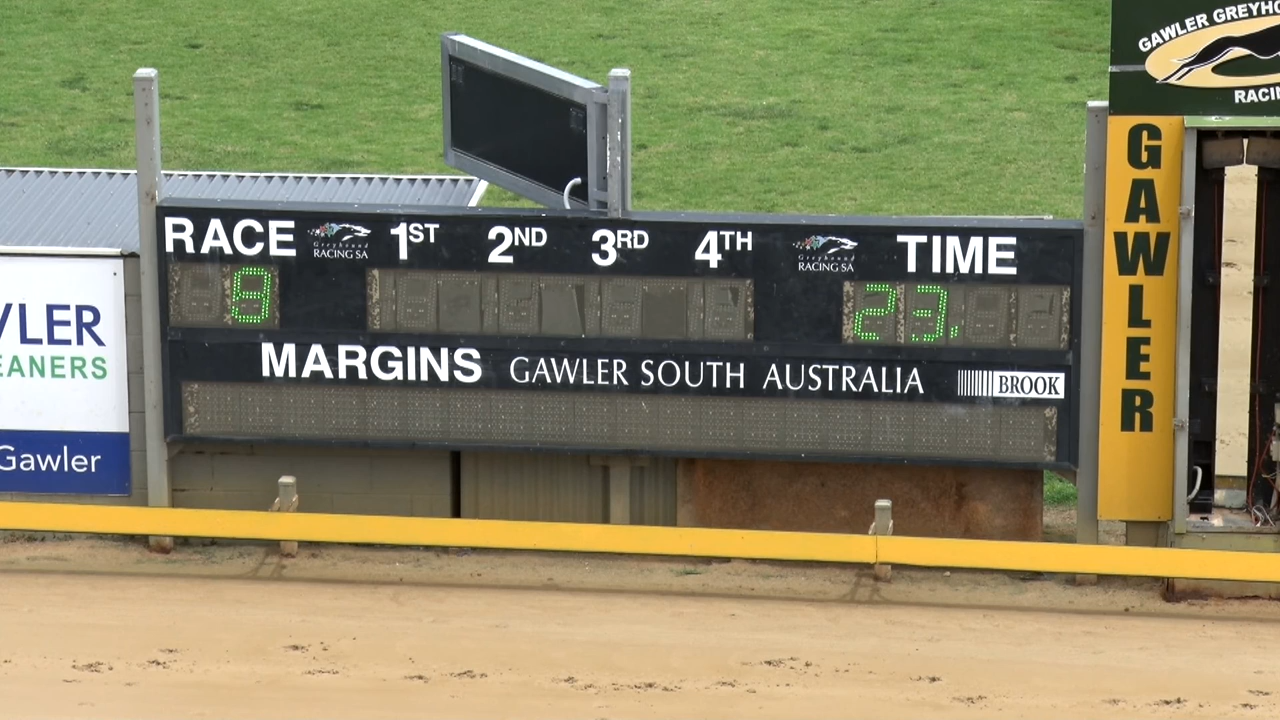 GAWLER GREYHO
RACIN
GAWLER
RACE
Greyhound
RACING SA
1ST
2ND
3RD
4TH
Greyhound
RACING SA
TIME
8
23.
MARGINS
GAWLER SOUTH AUSTRALIA
BROOK
WLER
EANERS
Gawler